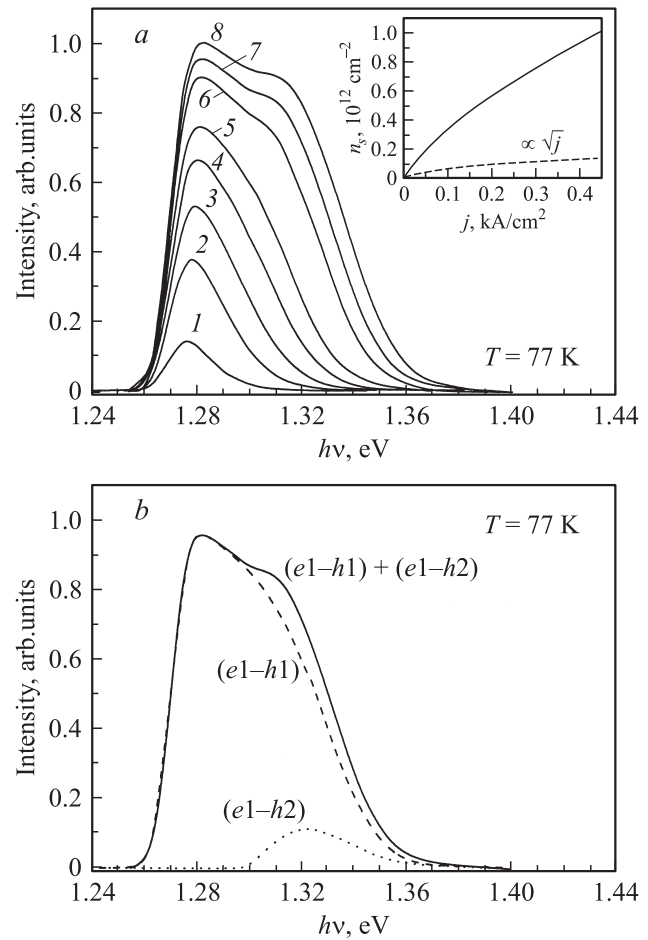 a
8
7
6
5
4
3
2
1
1.0
0.8
0.6
0.4
0.2
0
Intensity, arb.units
1.24 1.28 1.32 1.36 1.40 1.44
hν, eV
T = 77 K
1.0
0.8
0.6
0.4
0.2
0
nₛ, 10¹² cm⁻²
∝ √j
0 0.1 0.2 0.3 0.4
j, kA/cm²
b
T = 77 K
1.0
0.8
0.6
0.4
0.2
0
Intensity, arb.units
(e1–h1) + (e1–h2)
(e1–h1)
(e1–h2)
1.24 1.28 1.32 1.36 1.40 1.44
hν, eV